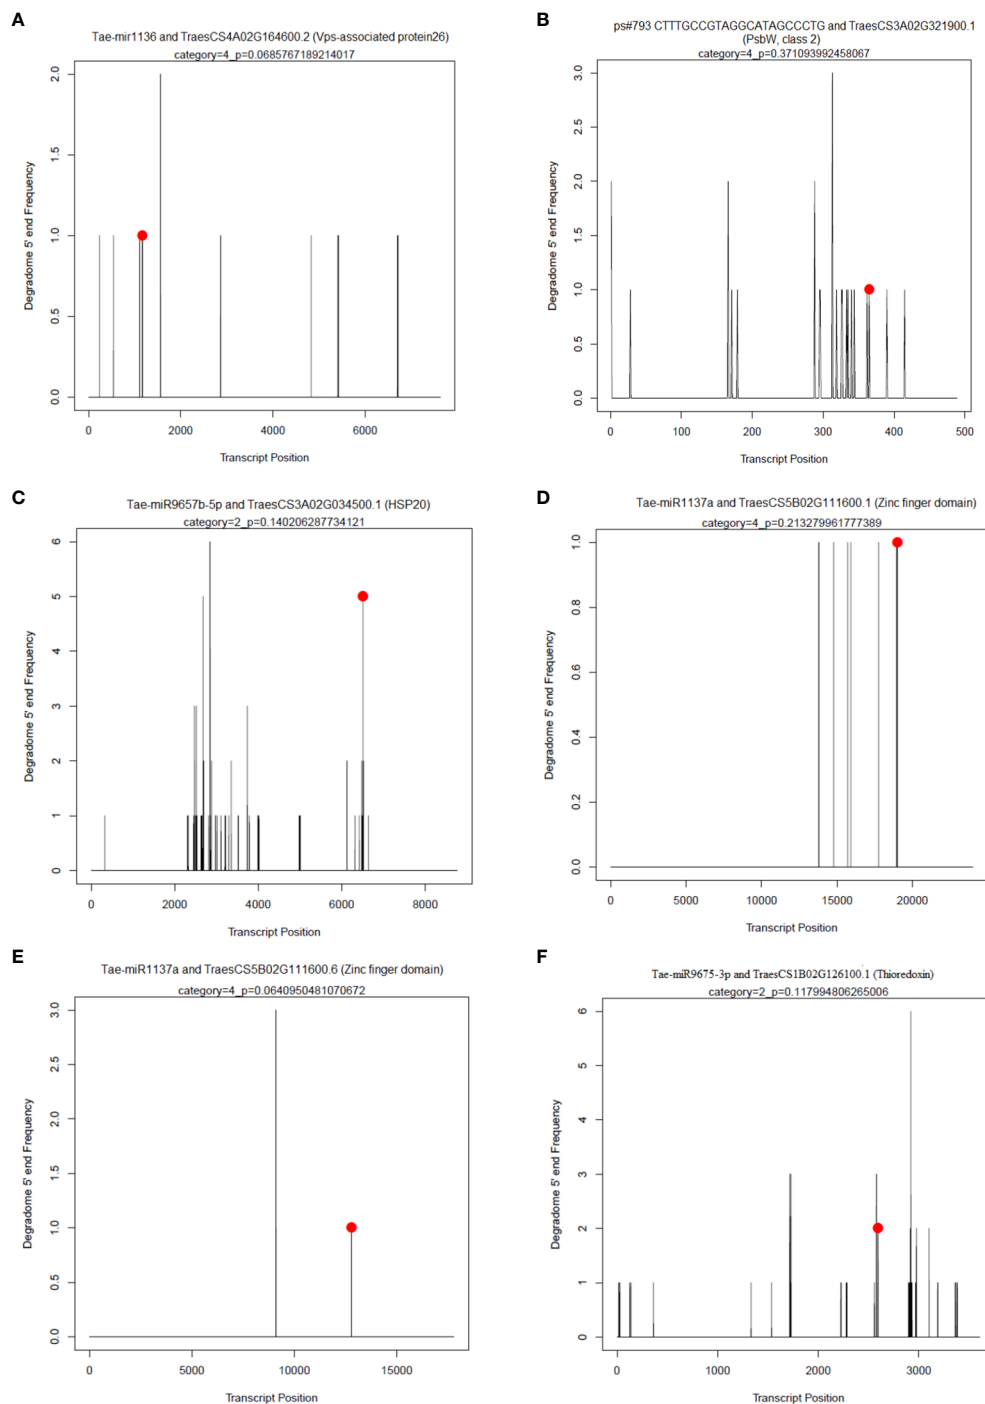 A
Tae-mir1136 and TraesCS4A02G164600.2 (Vps-associated protein26)
category=4_p=0.0685767189214017
Degradome 5' end Frequency
2.0
1.5
1.0
0.5
0.0
0 2000 4000 6000
Transcript Position
B
ps#793 CTTTGCCGTAGGCATAGCCCTG and TraesCS3A02G321900.1
(PsbW, class 2)
category=4_p=0.371093992458067
Degradome 5' end Frequency
3.0
2.5
2.0
1.5
1.0
0.5
0.0
0 100 200 300 400 500
Transcript Position
C
Tae-miR9657b-5p and TraesCS3A02G034500.1 (HSP20)
category=2_p=0.140206287734121
Degradome 5' end Frequency
6
5
4
3
2
1
0
0 2000 4000 6000 8000
Transcript Position
D
Tae-miR1137a and TraesCS5B02G111600.1 (Zinc finger domain)
category=4_p=0.213279961777389
Degradome 5' end Frequency
1.0
0.8
0.6
0.4
0.2
0.0
0 5000 10000 15000 20000
Transcript Position
E
Tae-miR1137a and TraesCS5B02G111600.6 (Zinc finger domain)
category=4_p=0.0640950481070672
Degradome 5' end Frequency
3.0
2.5
2.0
1.5
1.0
0.5
0.0
0 5000 10000 15000
Transcript Position
F
Tae-miR9675-3p and TraesCS1B02G126100.1 (Thioredoxin)
category=2_p=0.117994806265006
Degradome 5' end Frequency
6
5
4
3
2
1
0
0 1000 2000 3000
Transcript Position